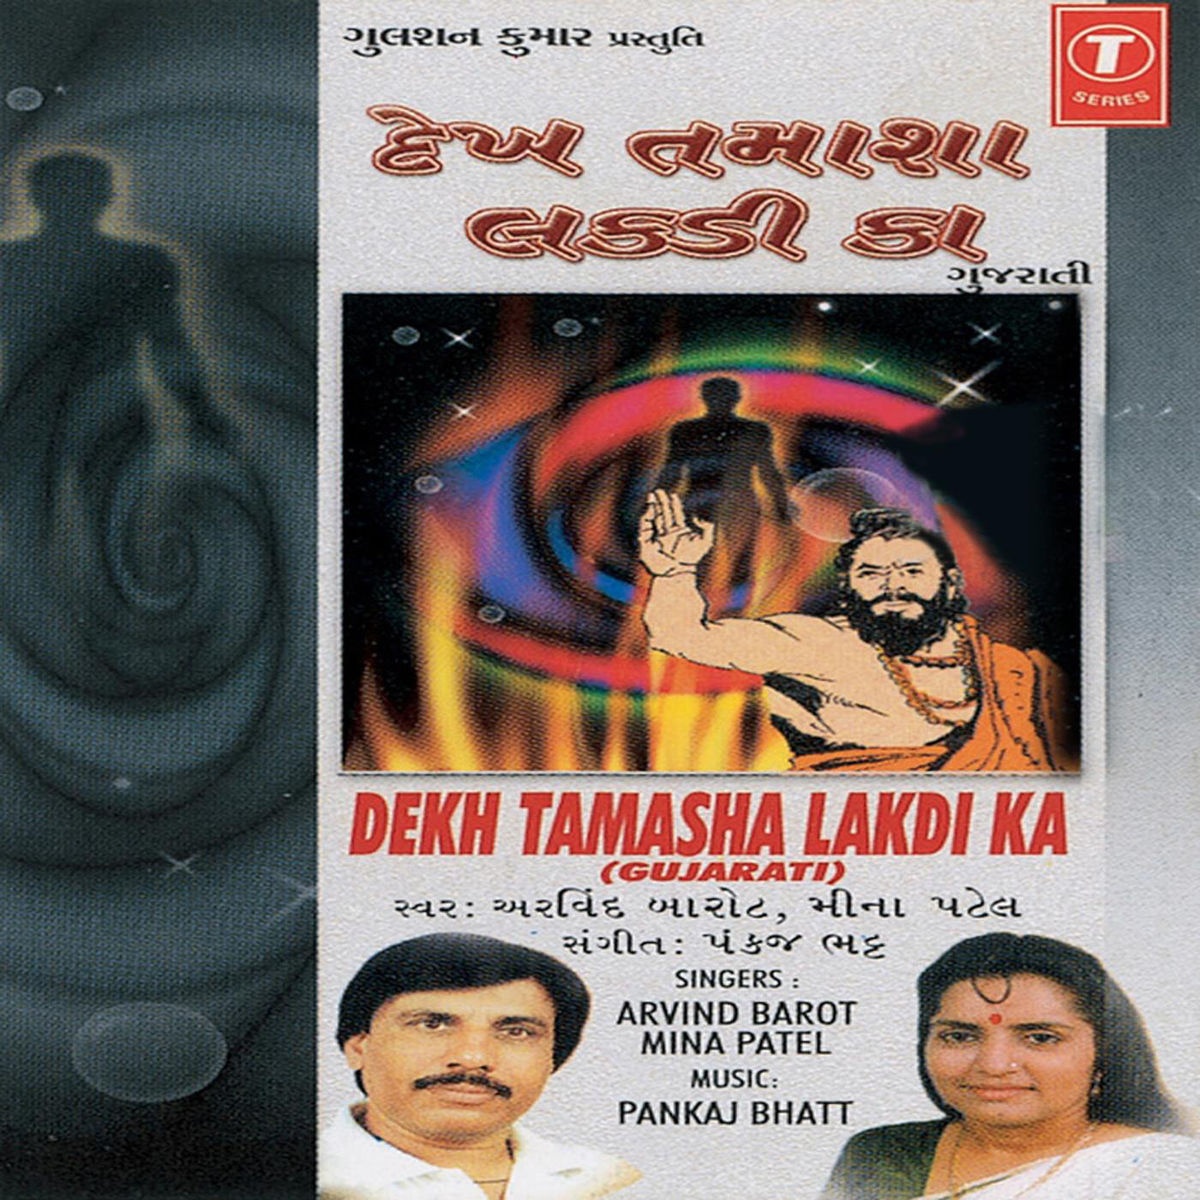 ગુલશન કુમાર પ્રસ્તુતિ
T
SERIES
દેખ તમાશા
લકડી કા
ગુજરાતી
DEKH TAMASHA LAKDI KA
(GUJARATI)
સ્વર: અરવિંદ બારોટ, મીના પટેલ
સંગીત: પંકજ ભટ્ટ
SINGERS :
ARVIND BAROT
MINA PATEL
MUSIC:
PANKAJ BHATT